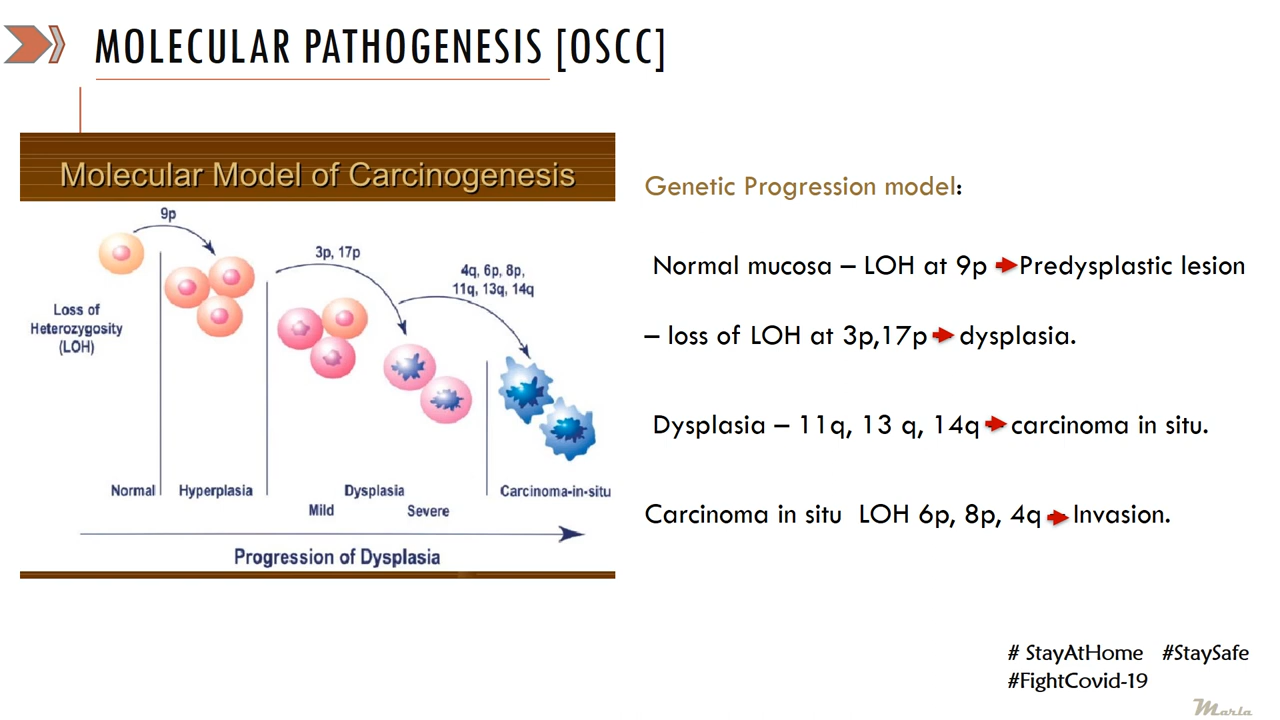 MOLECULAR PATHOGENESIS [OSCC]
Molecular Model of Carcinogenesis
9p
3p, 17p
4q, 6p, 8p,
11q, 13q, 14q
Loss of
Heterozygosity
(LOH)
Normal
Hyperplasia
Dysplasia
Carcinoma-in-situ
Mild
Severe
Progression of Dysplasia
Genetic Progression model:
Normal mucosa – LOH at 9p Predysplastic lesion
– loss of LOH at 3p,17p dysplasia.
Dysplasia – 11q, 13 q, 14q carcinoma in situ.
Carcinoma in situ LOH 6p, 8p, 4q Invasion.
# StayAtHome #StaySafe
#FightCovid-19
Marla